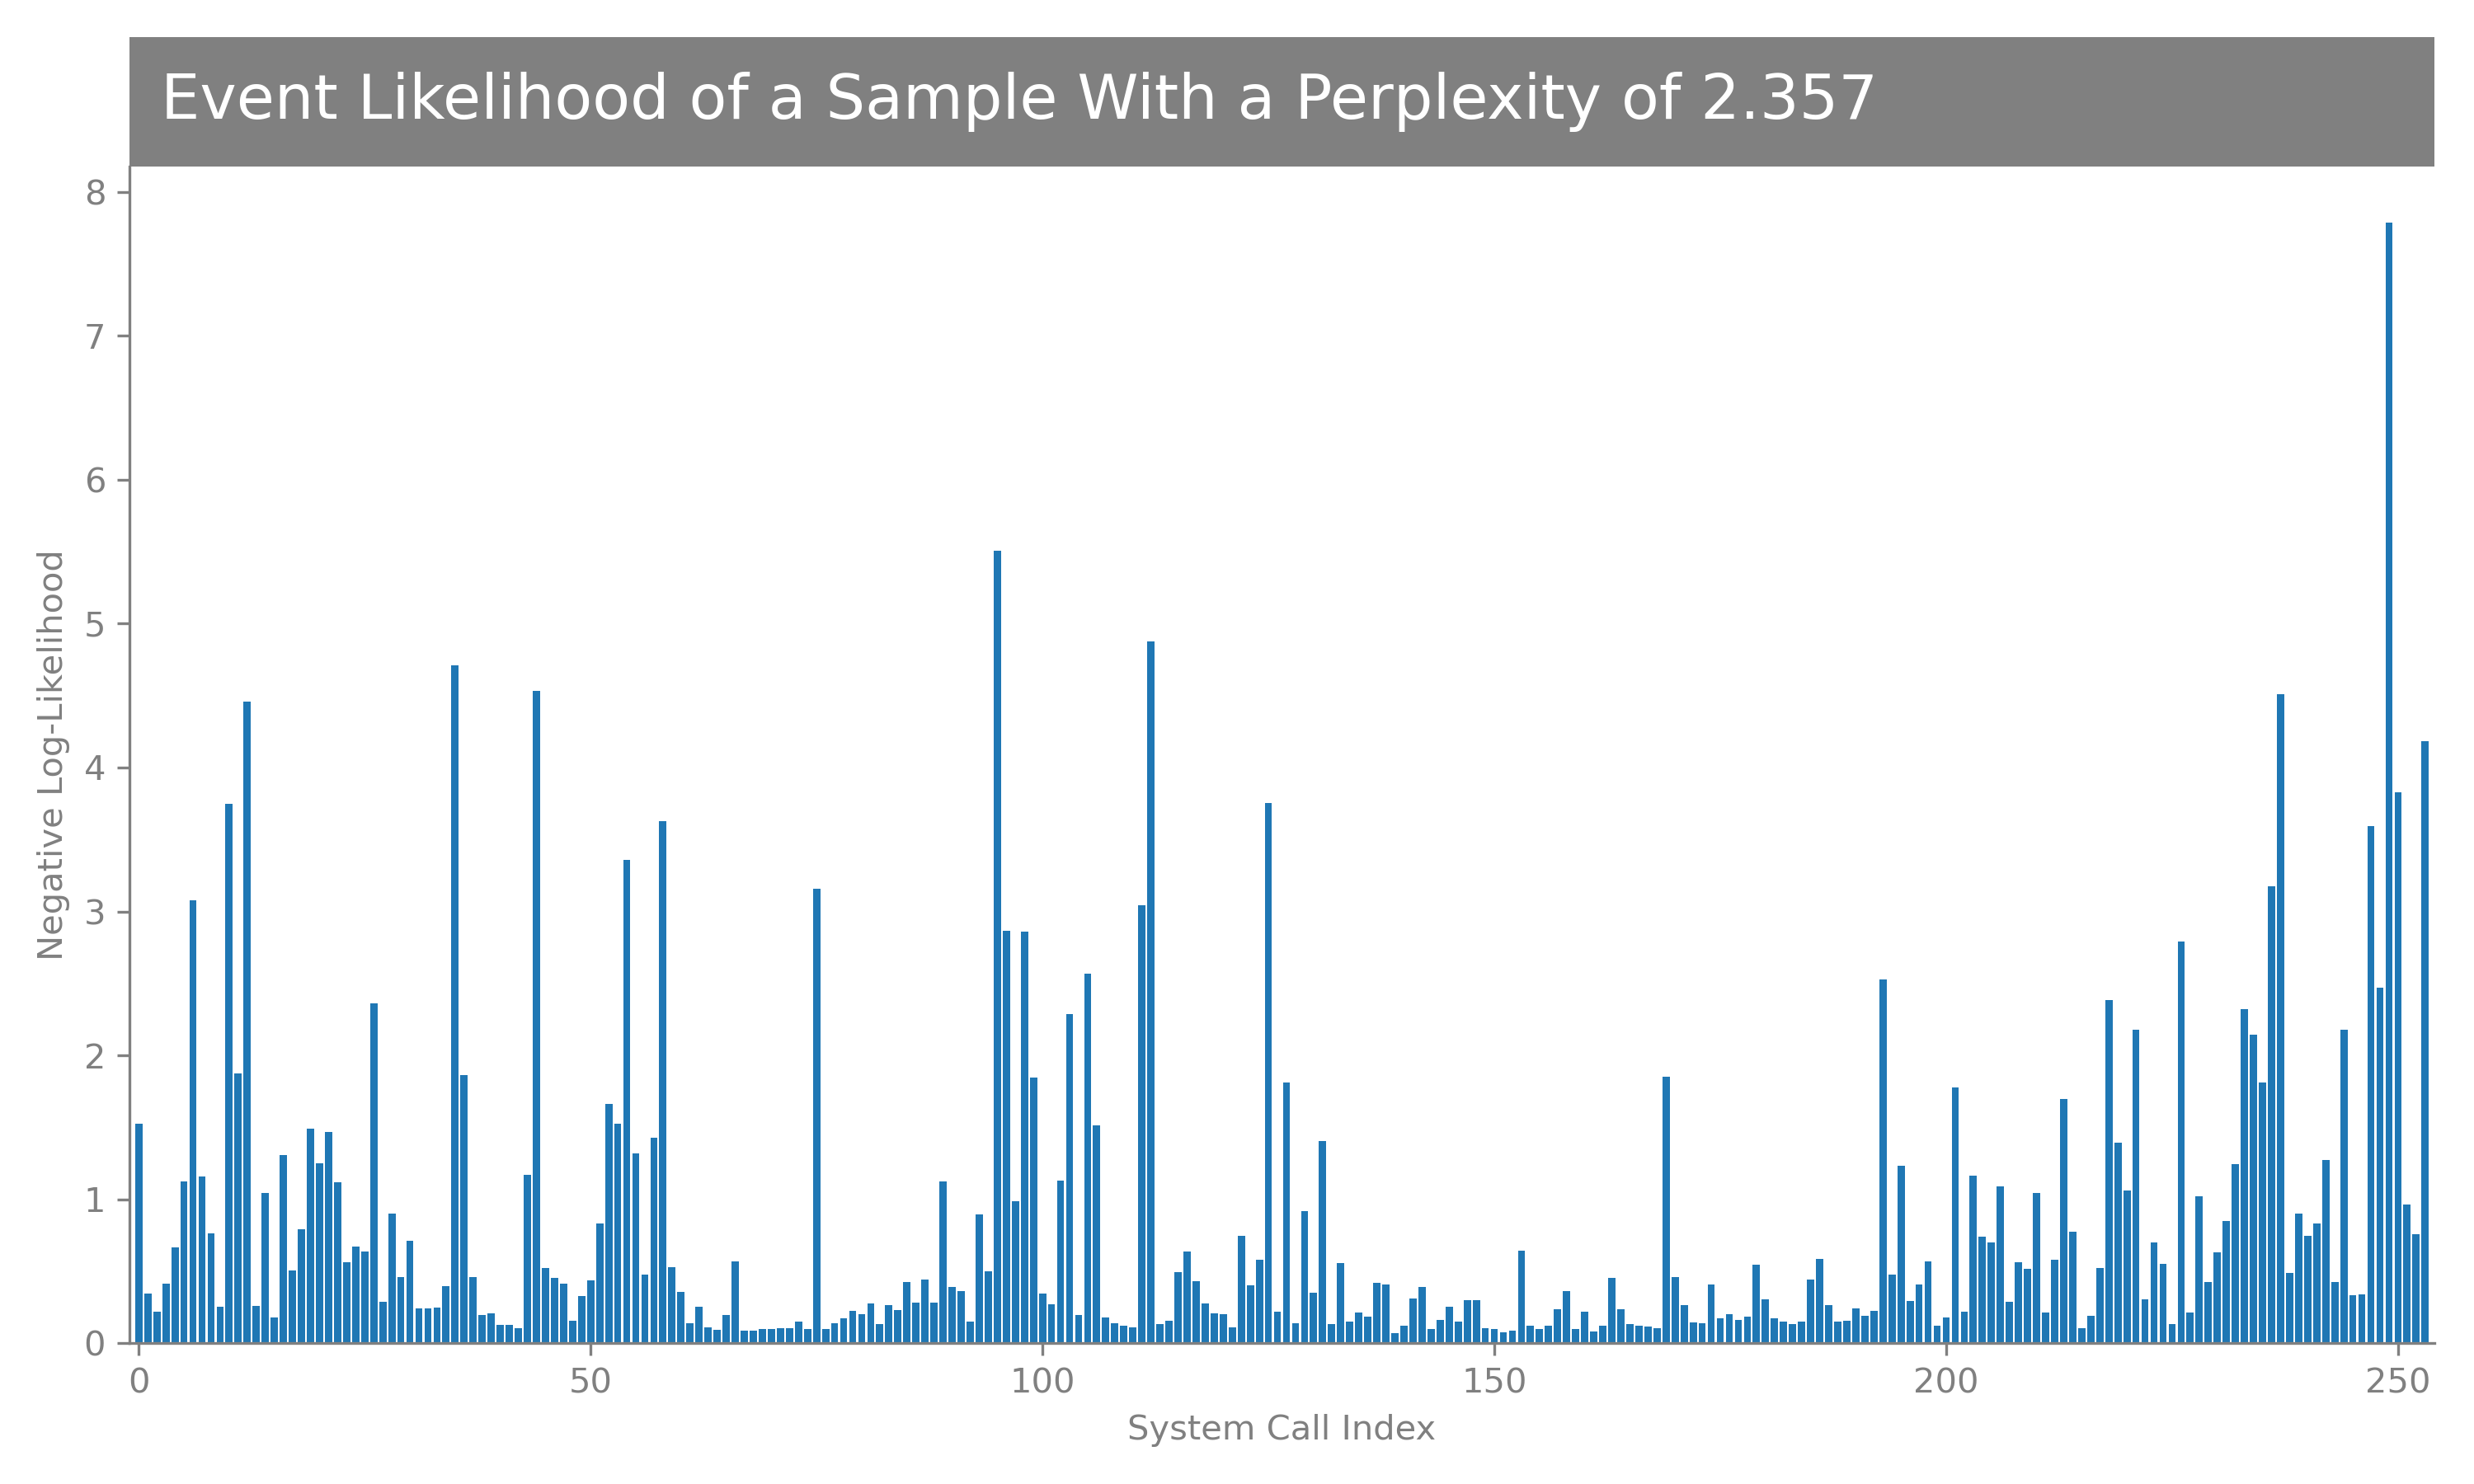 Event Likelihood of a Sample With a Perplexity of 2.357
8
7
6
5
4
3
2
1
0
Negative Log-Likelihood
0 50 100 150 200 250
System Call Index